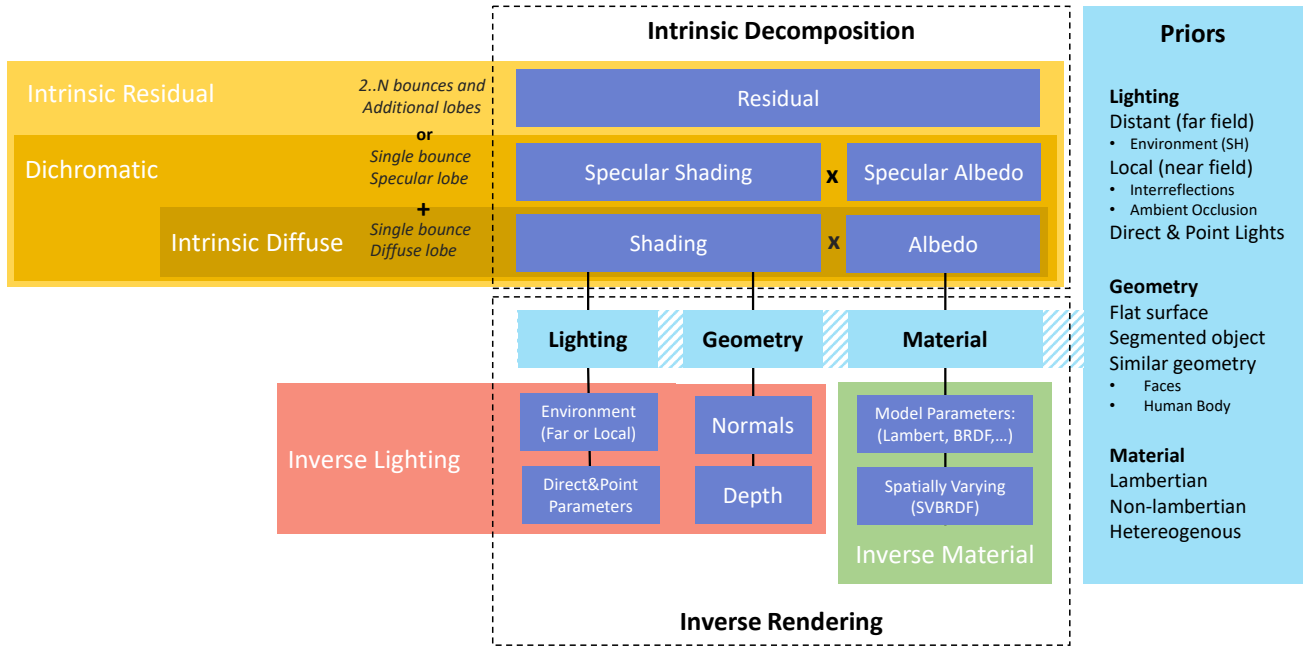 Intrinsic Decomposition
Intrinsic Residual
2..N bounces and
Additional lobes
Residual
or
Dichromatic
Single bounce
Specular lobe
Specular Shading
x
Specular Albedo
+
Intrinsic Diffuse
Single bounce
Diffuse lobe
Shading
x
Albedo
Lighting
Geometry
Material
Inverse Lighting
Environment
(Far or Local)
Direct&Point
Parameters
Normals
Depth
Model Parameters:
(Lambert, BRDF,...)
Spatially Varying
(SVBRDF)
Inverse Material
Inverse Rendering
Priors
Lighting
Distant (far field)
• Environment (SH)
Local (near field)
• Interreflections
• Ambient Occlusion
Direct & Point Lights
Geometry
Flat surface
Segmented object
Similar geometry
• Faces
• Human Body
Material
Lambertian
Non-lambertian
Hetereogenous